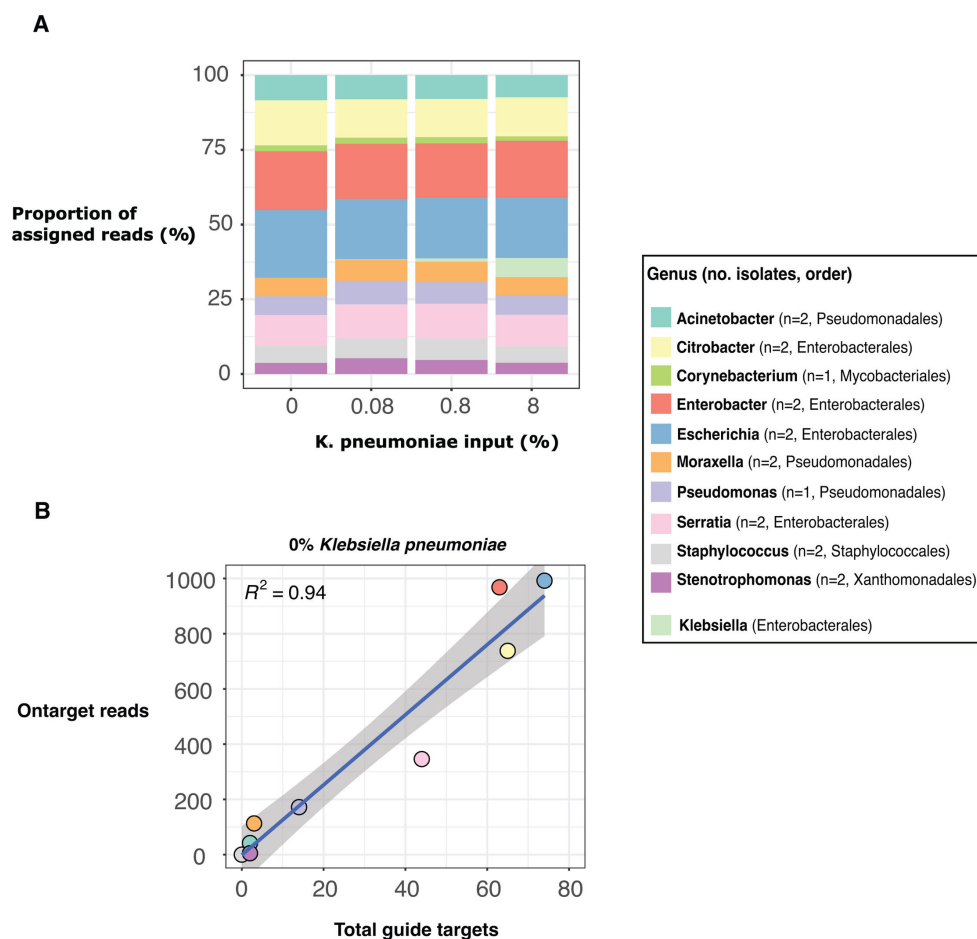 A
100
75
50
25
0
Proportion of
assigned reads (%)
0 0.08 0.8 8
K. pneumoniae input (%)
Genus (no. isolates, order)
Acinetobacter (n=2, Pseudomonadales)
Citrobacter (n=2, Enterobacterales)
Corynebacterium (n=1, Mycobacteriales)
Enterobacter (n=2, Enterobacterales)
Escherichia (n=2, Enterobacterales)
Moraxella (n=2, Pseudomonadales)
Pseudomonas (n=1, Pseudomonadales)
Serratia (n=2, Enterobacterales)
Staphylococcus (n=2, Staphylococcales)
Stenotrophomonas (n=2, Xanthomonadales)
Klebsiella (Enterobacterales)
B
0% Klebsiella pneumoniae
R² = 0.94
1000
800
600
400
200
0
Ontarget reads
0 20 40 60 80
Total guide targets